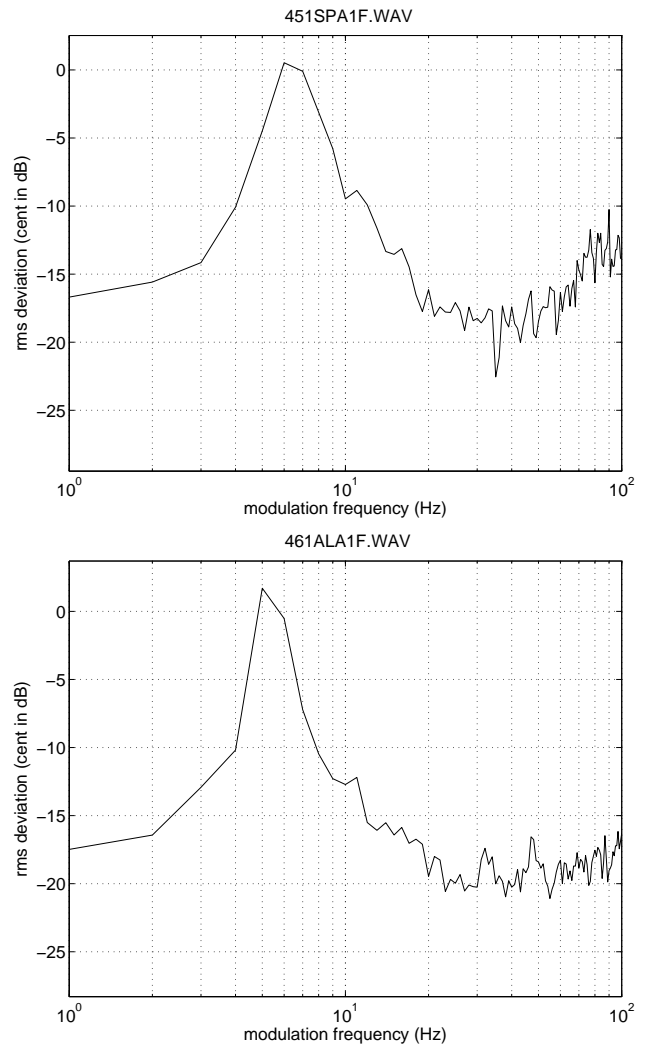 451SPA1F.WAV
0
−5
−10
−15
−20
−25
rms deviation (cent in dB)
10^0 10^1 10^2
modulation frequency (Hz)
461ALA1F.WAV
0
−5
−10
−15
−20
−25
rms deviation (cent in dB)
10^0 10^1 10^2
modulation frequency (Hz)